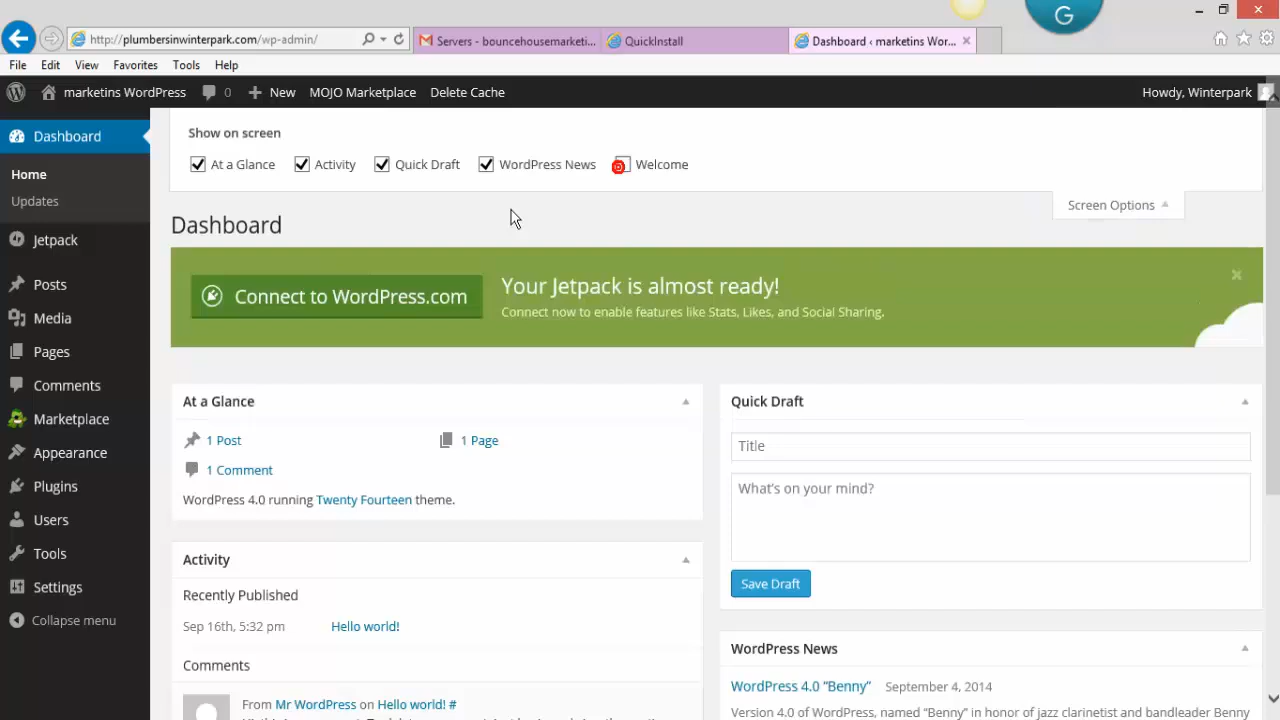 G
http://plumbersinwinterpark.com/wp-admin/
Servers - bouncehousemarketi...
QuickInstall
Dashboard ‹ marketins Wor...
File Edit View Favorites Tools Help
marketins WordPress 0 New MOJO Marketplace Delete Cache Howdy, Winterpark
Dashboard
Home
Updates
Jetpack
Posts
Media
Pages
Comments
Marketplace
Appearance
Plugins
Users
Tools
Settings
Collapse menu
Show on screen
At a Glance Activity Quick Draft WordPress News Welcome
Screen Options
Dashboard
Connect to WordPress.com
Your Jetpack is almost ready!
Connect now to enable features like Stats, Likes, and Social Sharing.
At a Glance
1 Post 1 Page
1 Comment
WordPress 4.0 running Twenty Fourteen theme.
Activity
Recently Published
Sep 16th, 5:32 pm Hello world!
Comments
From Mr WordPress on Hello world! #
Quick Draft
Title
What's on your mind?
Save Draft
WordPress News
WordPress 4.0 “Benny” September 4, 2014
Version 4.0 of WordPress, named “Benny” in honor of jazz clarinetist and bandleader Benny